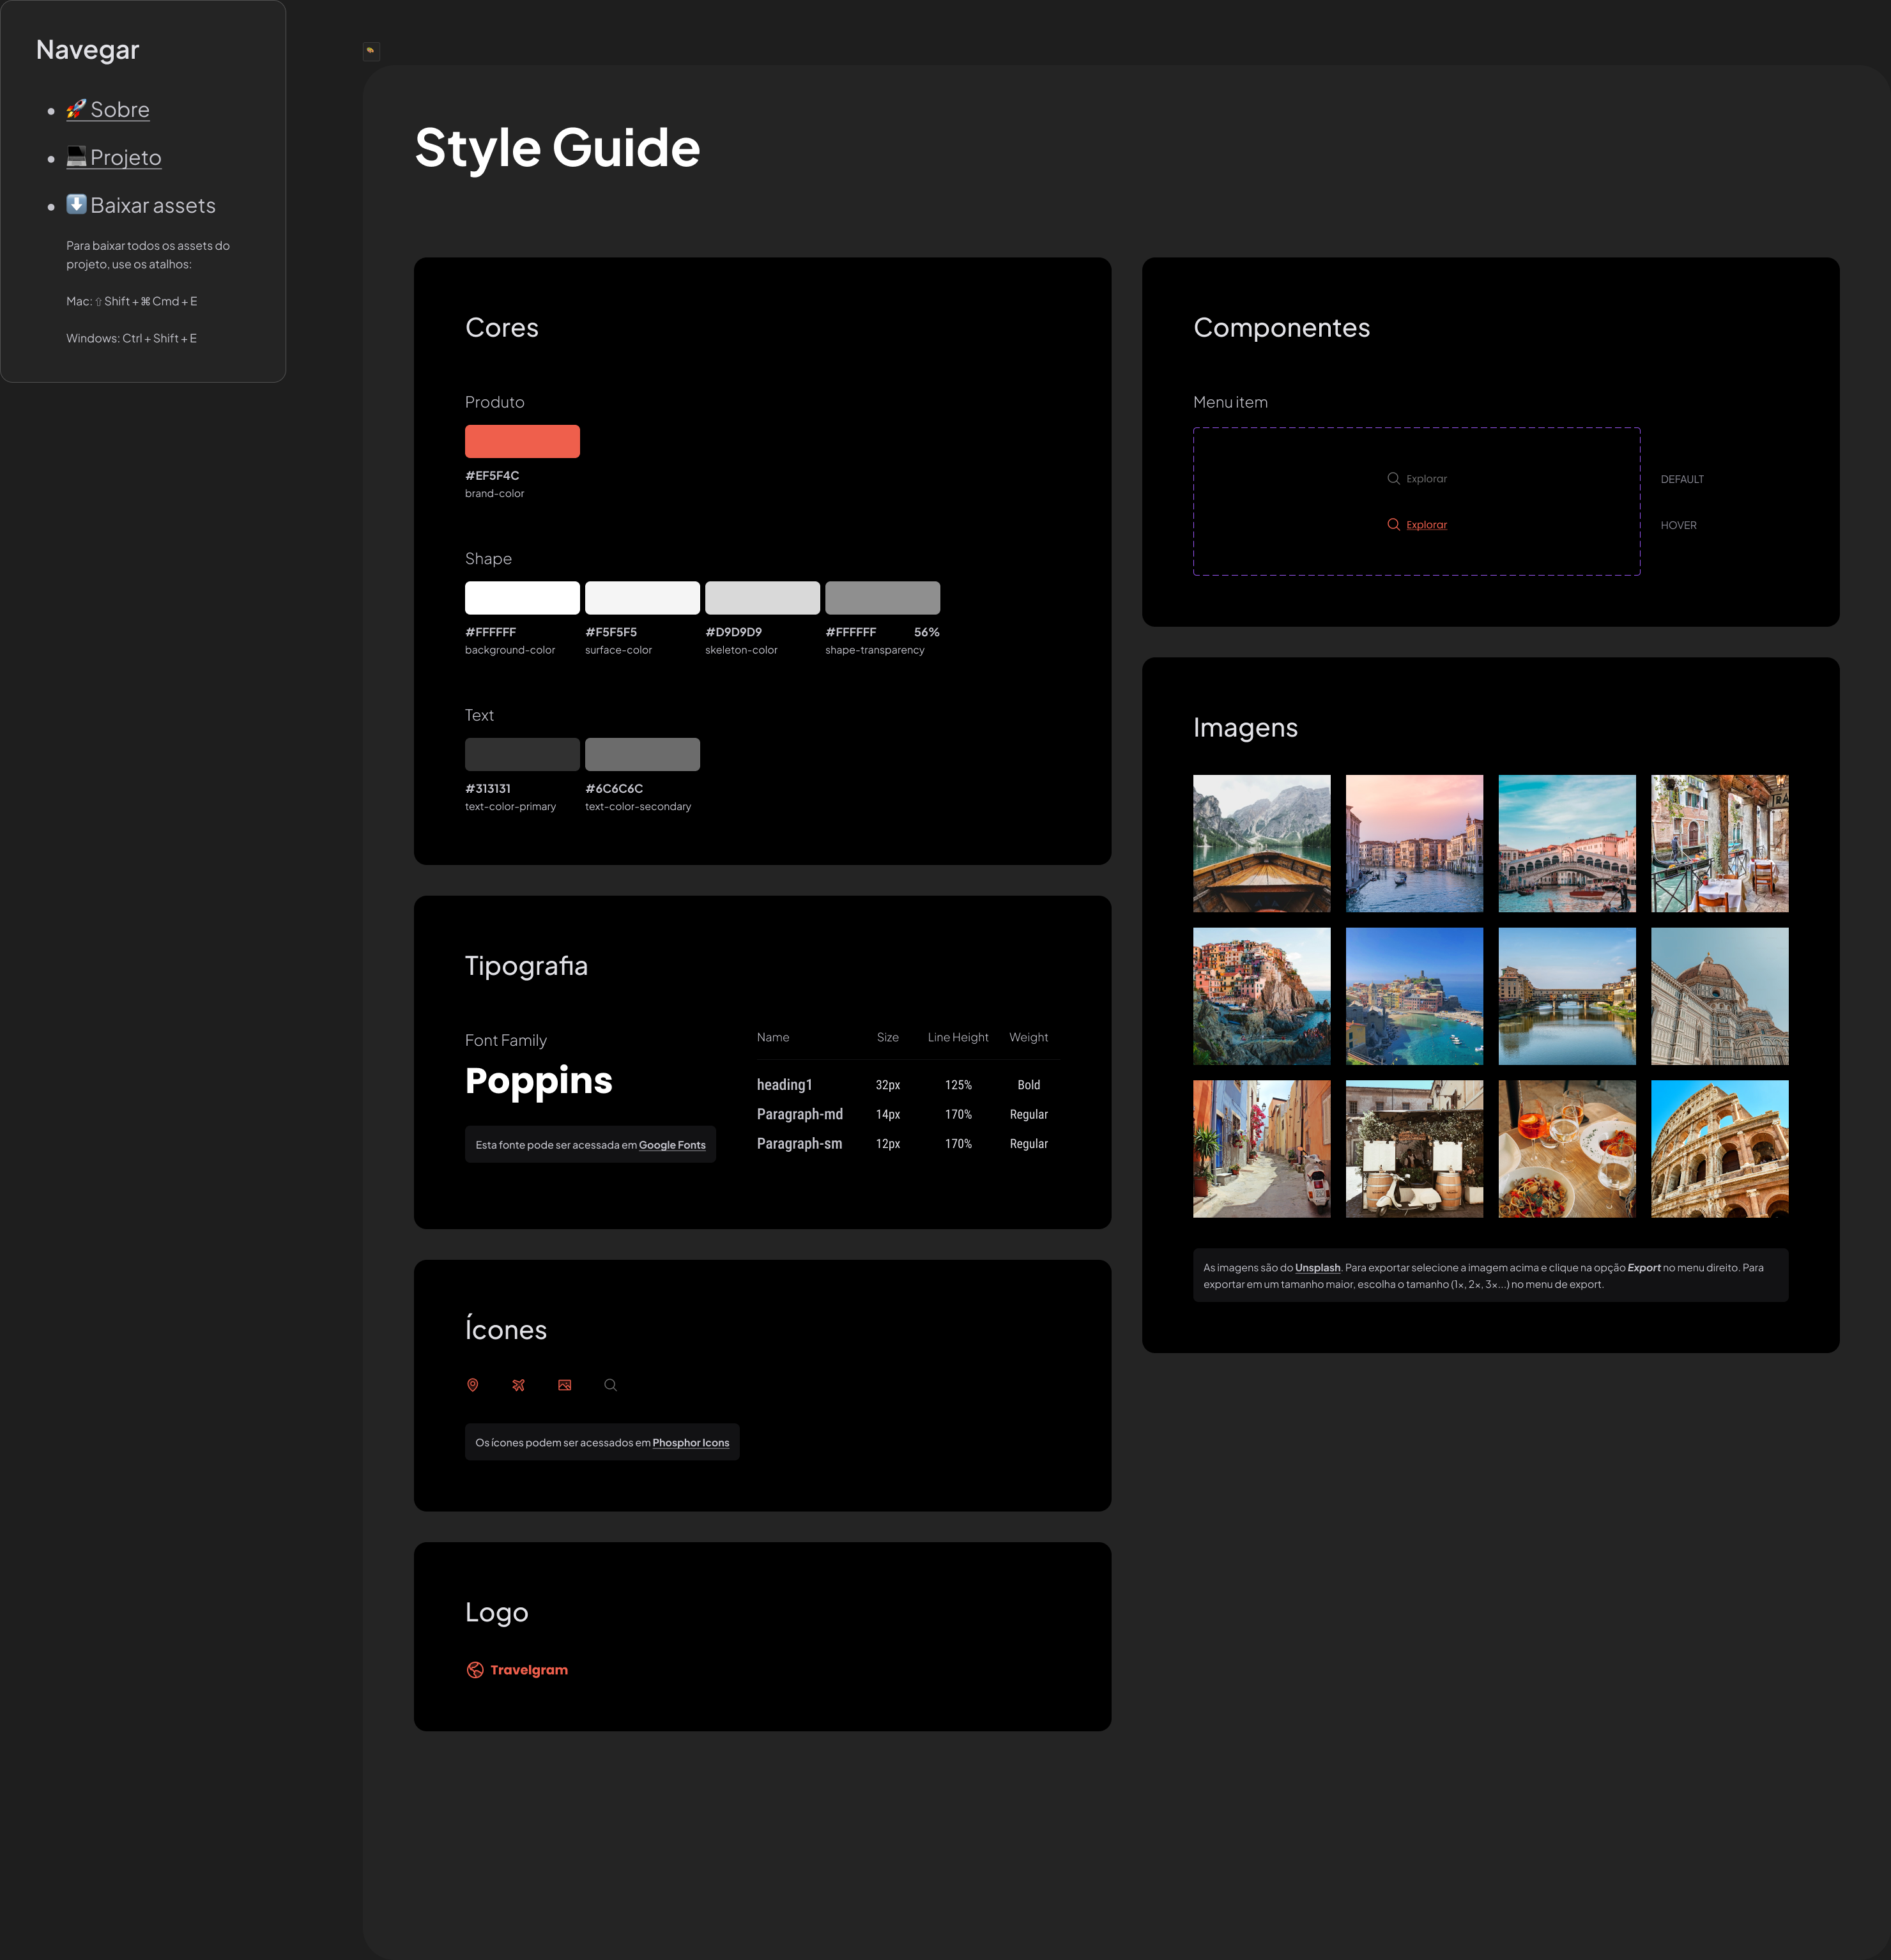 Navegar
🚀 Sobre
💻 Projeto
⬇️ Baixar assets
Para baixar todos os assets do
projeto, use os atalhos:
Mac: ⇧ Shift + ⌘ Cmd + E
Windows: Ctrl + Shift + E
Style Guide
Cores
Produto
#EF5F4C
brand-color
Shape
#FFFFFF #F5F5F5 #D9D9D9 #FFFFFF 56%
background-color surface-color skeleton-color shape-transparency
Text
#313131 #6C6C6C
text-color-primary text-color-secondary
Tipografia
Font Family
Poppins
Esta fonte pode ser acessada em Google Fonts
Name Size Line Height Weight
heading1 32px 125% Bold
Paragraph-md 14px 170% Regular
Paragraph-sm 12px 170% Regular
Ícones
Os ícones podem ser acessados em Phosphor Icons
Logo
Travelgram
Componentes
Menu item
Explorar DEFAULT
Explorar HOVER
Imagens
As imagens são do Unsplash. Para exportar selecione a imagem acima e clique na opção Export no menu direito. Para
exportar em um tamanho maior, escolha o tamanho (1x, 2x, 3x...) no menu de export.